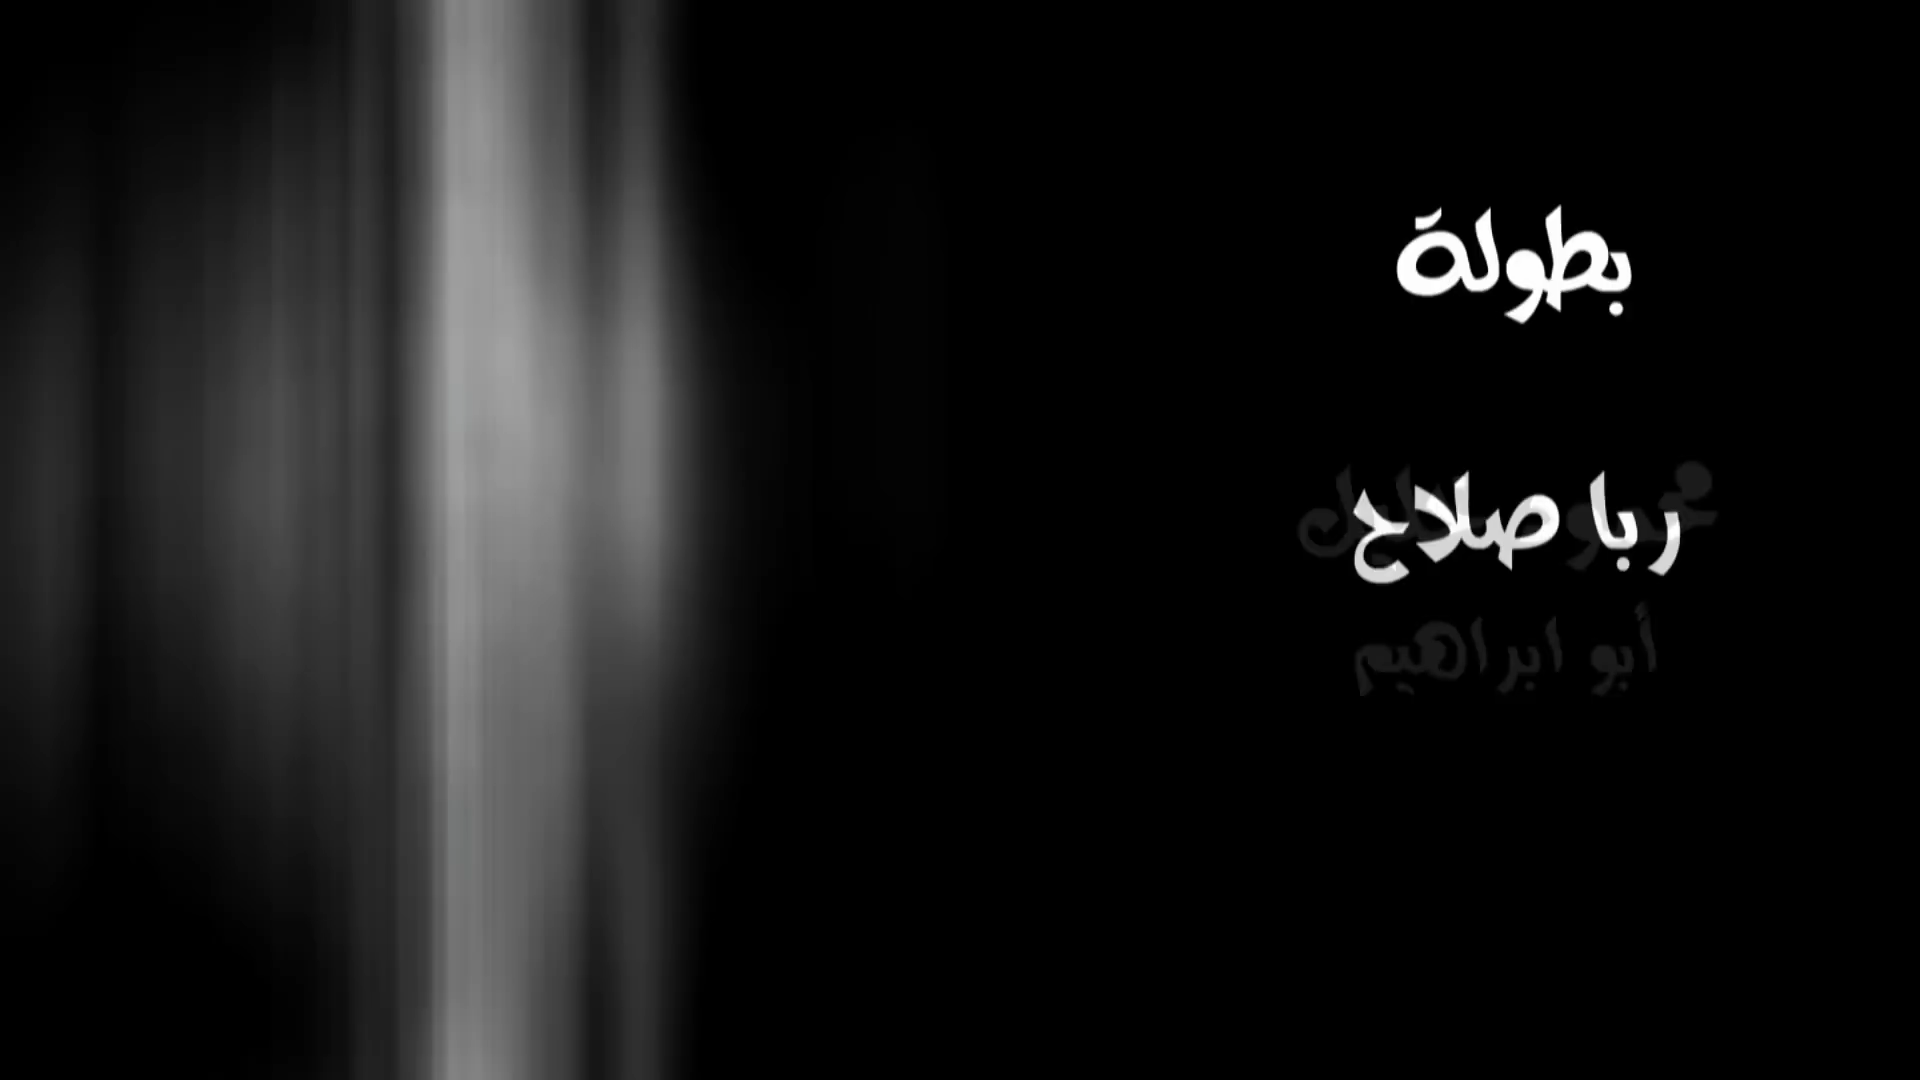 بطولة
ربا صلاح
أبو ابراهيم